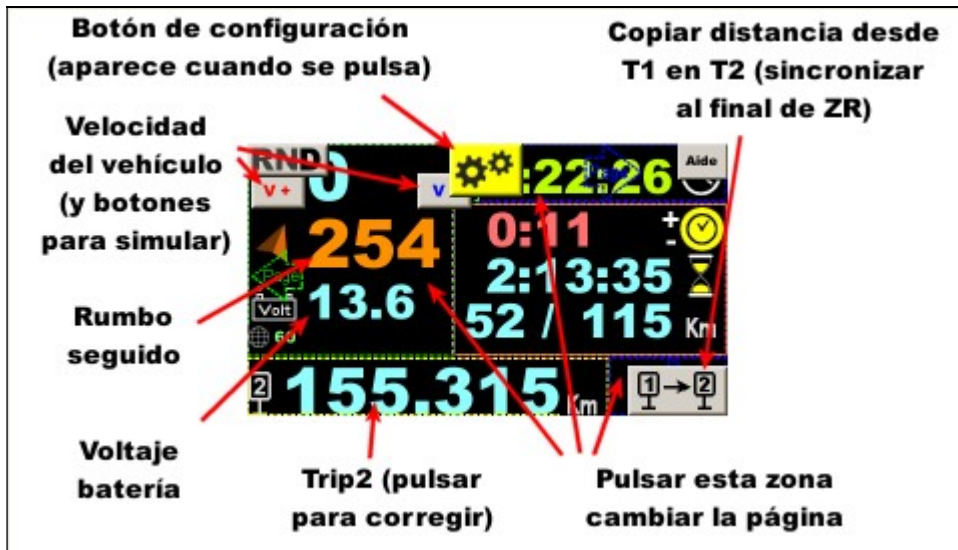 Botón de configuración
(aparece cuando se pulsa)
Copiar distancia desde
T1 en T2 (sincronizar
al final de ZR)
Velocidad
del vehículo
(y botones
para simular)
RND 0
V +
V
:22:26
Aide
254
0:11
+
-
Page
2:13:35
Volt
13.6
52 / 115 Km
60
2
155.315 Km
1 → 2
Rumbo
seguido
Voltaje
batería
Trip2 (pulsar
para corregir)
Pulsar esta zona
cambiar la página